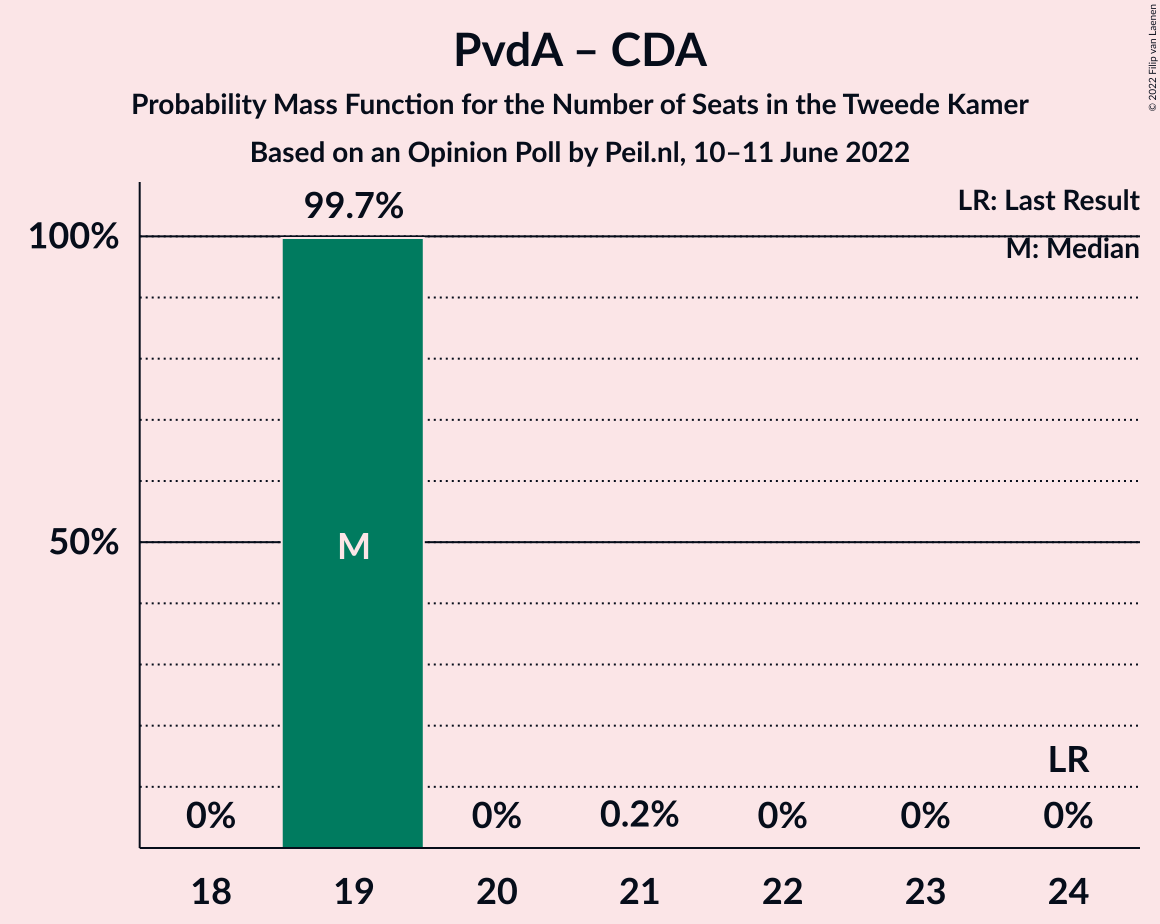 PvdA – CDA
Probability Mass Function for the Number of Seats in the Tweede Kamer
Based on an Opinion Poll by Peil.nl, 10–11 June 2022
© 2022 Filip van Laenen
LR: Last Result
M: Median
100%
50%
99.7%
M
LR
0%
0%
0.2%
0%
0%
0%
18
19
20
21
22
23
24